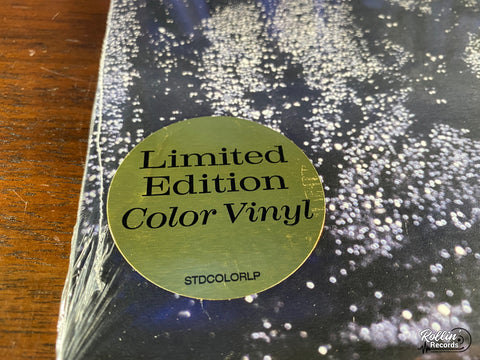 Limited
Edition
Color Vinyl
STDCOLORLP
Rollin
Records